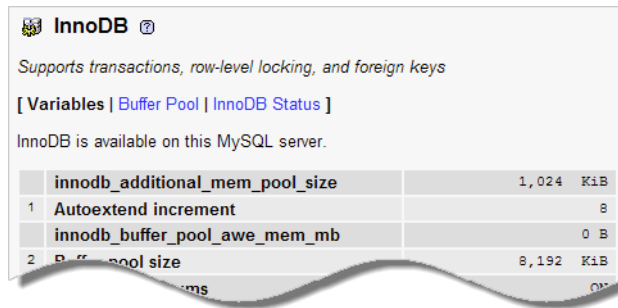 InnoDB
Supports transactions, row-level locking, and foreign keys
[ Variables | Buffer Pool | InnoDB Status ]
InnoDB is available on this MySQL server.
innodb_additional_mem_pool_size 1,024 KiB
1 Autoextend increment 8
innodb_buffer_pool_awe_mem_mb 0 B
2 Buffer pool size 8,192 KiB